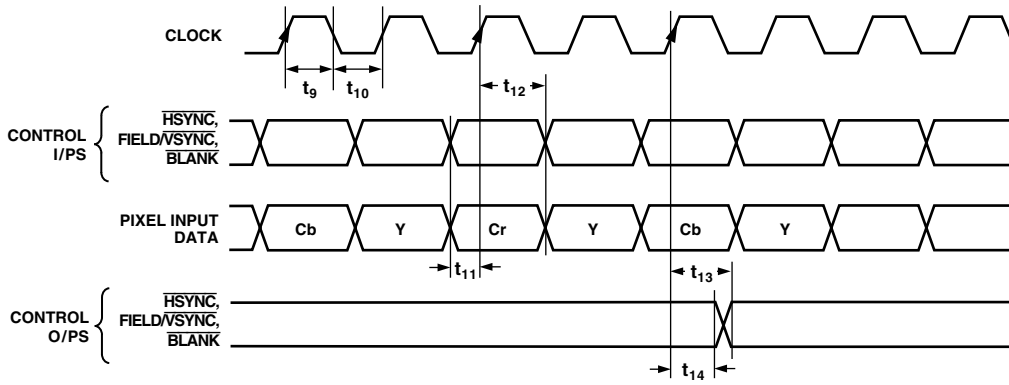 CLOCK
t9
t10
t12
CONTROL
I/PS
HSYNC,
FIELD/VSYNC,
BLANK
PIXEL INPUT
DATA
Cb
Y
Cr
Y
Cb
Y
t11
t13
CONTROL
O/PS
HSYNC,
FIELD/VSYNC,
BLANK
t14